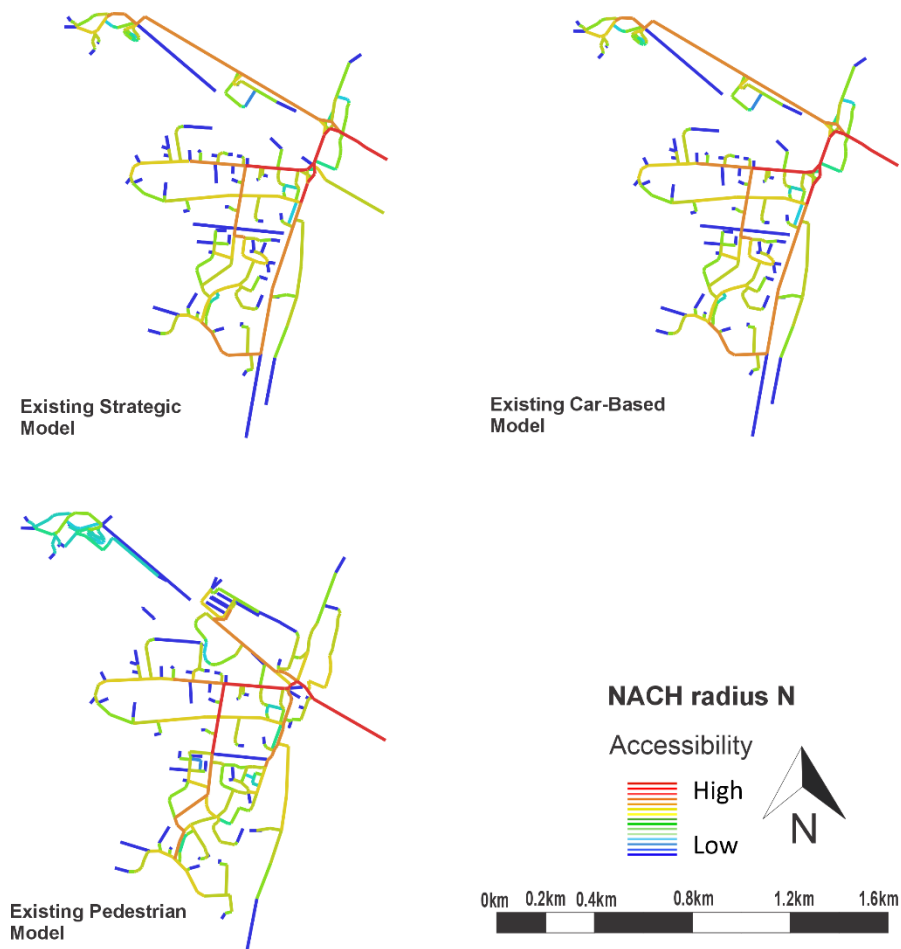 Existing Strategic
Model
Existing Car-Based
Model
Existing Pedestrian
Model
NACH radius N
Accessibility
High
Low
N
0km 0.2km 0.4km 0.8km 1.2km 1.6km